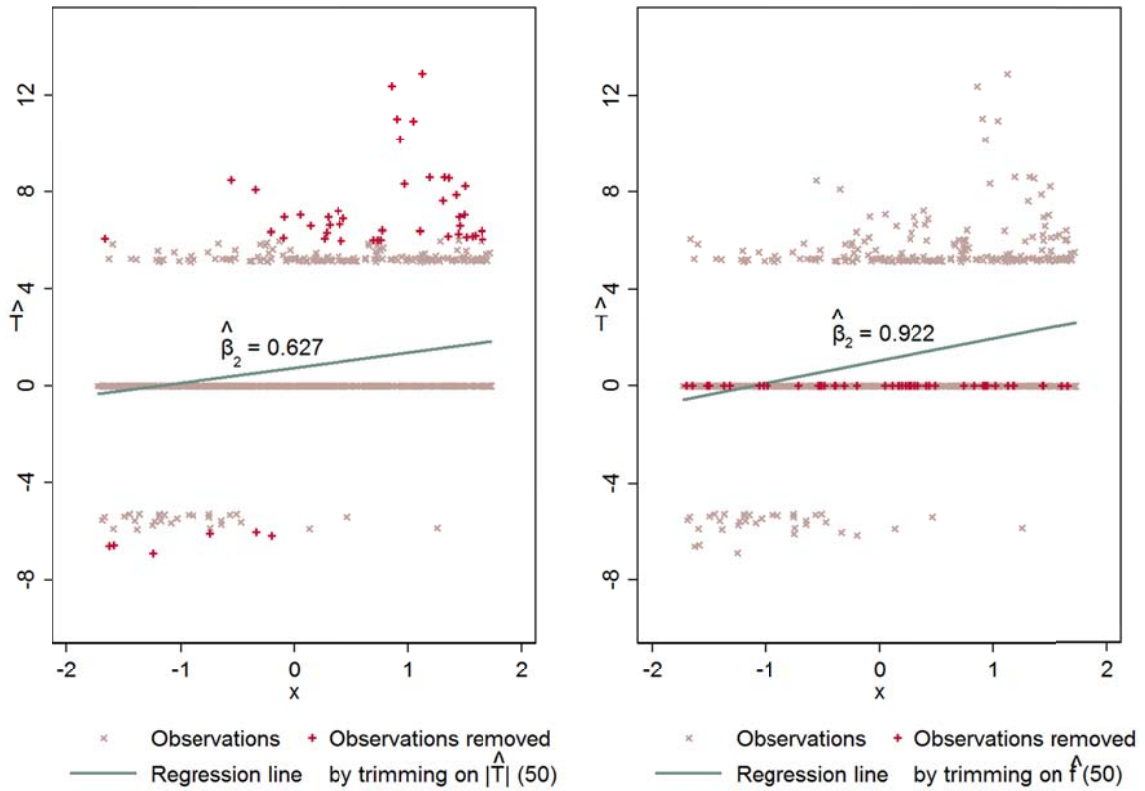 12
8
4
0
-4
-8
T̂
β̂₂ = 0.627
-2 -1 0 1 2
x
Observations
Observations removed
Regression line
by trimming on |T̂| (50)
12
8
4
0
-4
-8
T̂
β̂₂ = 0.922
-2 -1 0 1 2
x
Observations
Observations removed
Regression line
by trimming on f̂ (50)